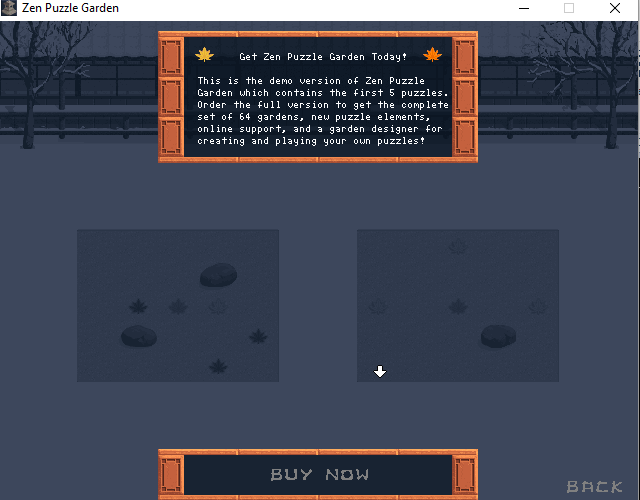 Zen Puzzle Garden
Get Zen Puzzle Garden Today!
This is the demo version of Zen Puzzle
Garden which contains the first 5 puzzles.
Order the full version to get the complete
set of 64 gardens, new puzzle elements,
online support, and a garden designer for
creating and playing your own puzzles!
BUY NOW
BACK